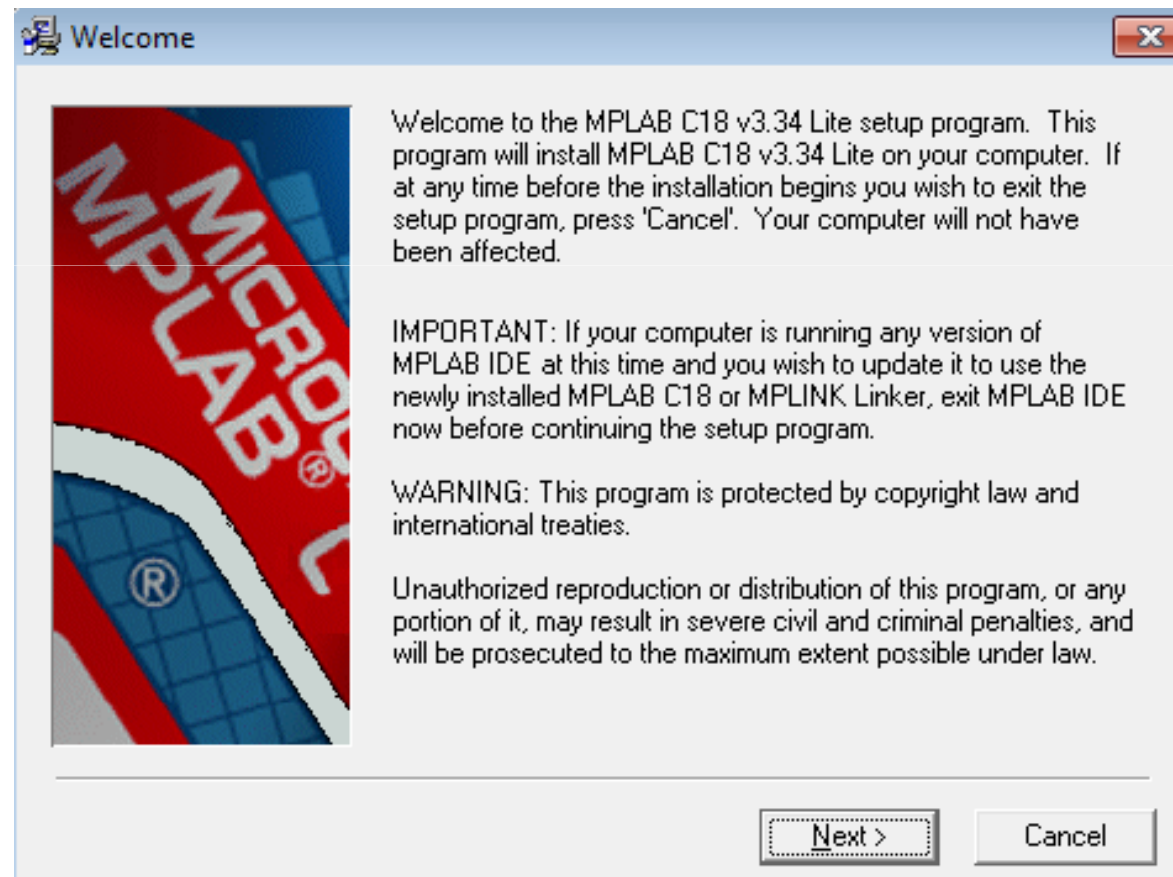 Welcome
Welcome to the MPLAB C18 v3.34 Lite setup program.  This
program will install MPLAB C18 v3.34 Lite on your computer.  If
at any time before the installation begins you wish to exit the
setup program, press 'Cancel'.  Your computer will not have
been affected.
IMPORTANT: If your computer is running any version of
MPLAB IDE at this time and you wish to update it to use the
newly installed MPLAB C18 or MPLINK Linker, exit MPLAB IDE
now before continuing the setup program.
WARNING: This program is protected by copyright law and
international treaties.
Unauthorized reproduction or distribution of this program, or any
portion of it, may result in severe civil and criminal penalties, and
will be prosecuted to the maximum extent possible under law.
MICRO
MPLAB® C
®
Next >
Cancel